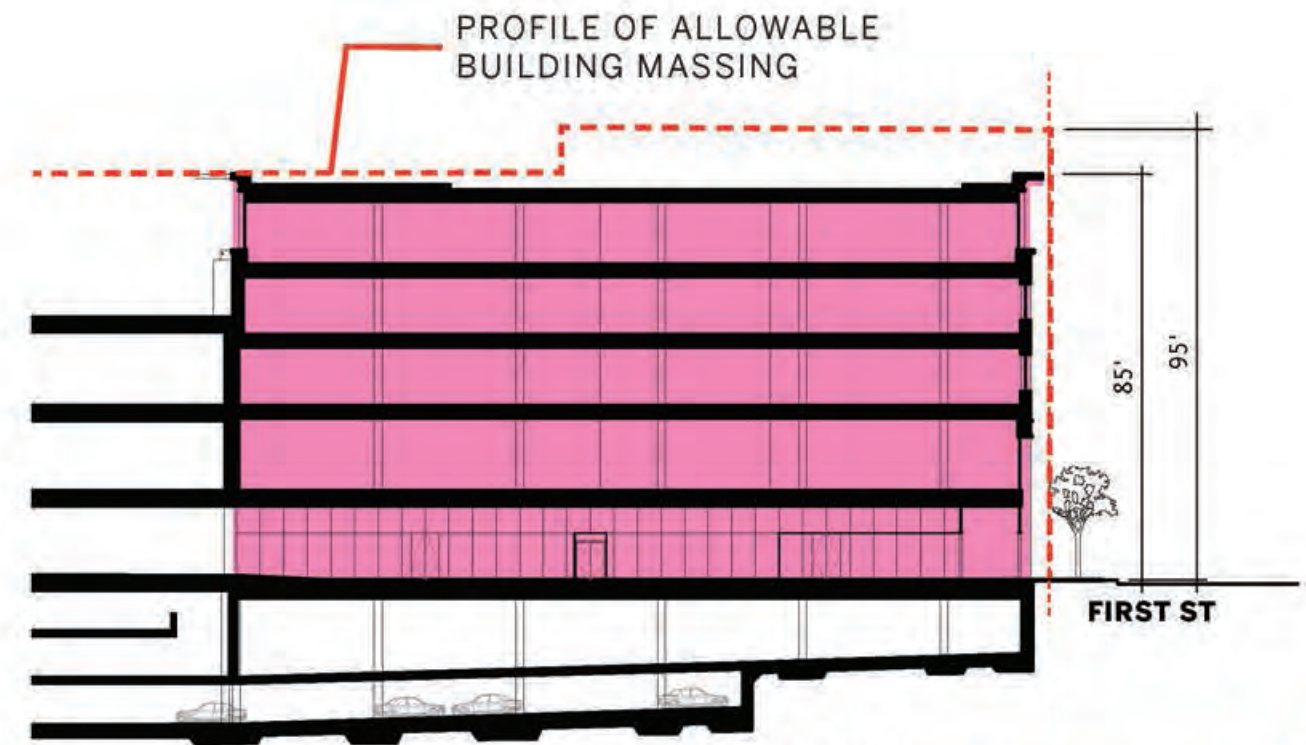 PROFILE OF ALLOWABLE
BUILDING MASSING
85'
95'
FIRST ST